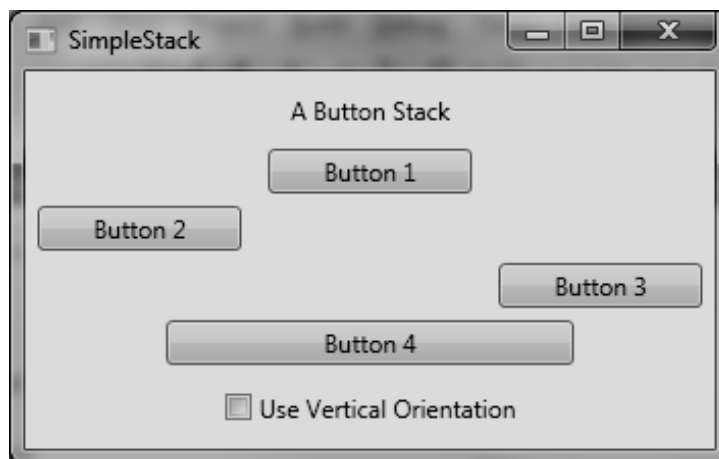 SimpleStack
A Button Stack
Button 1
Button 2
Button 3
Button 4
Use Vertical Orientation